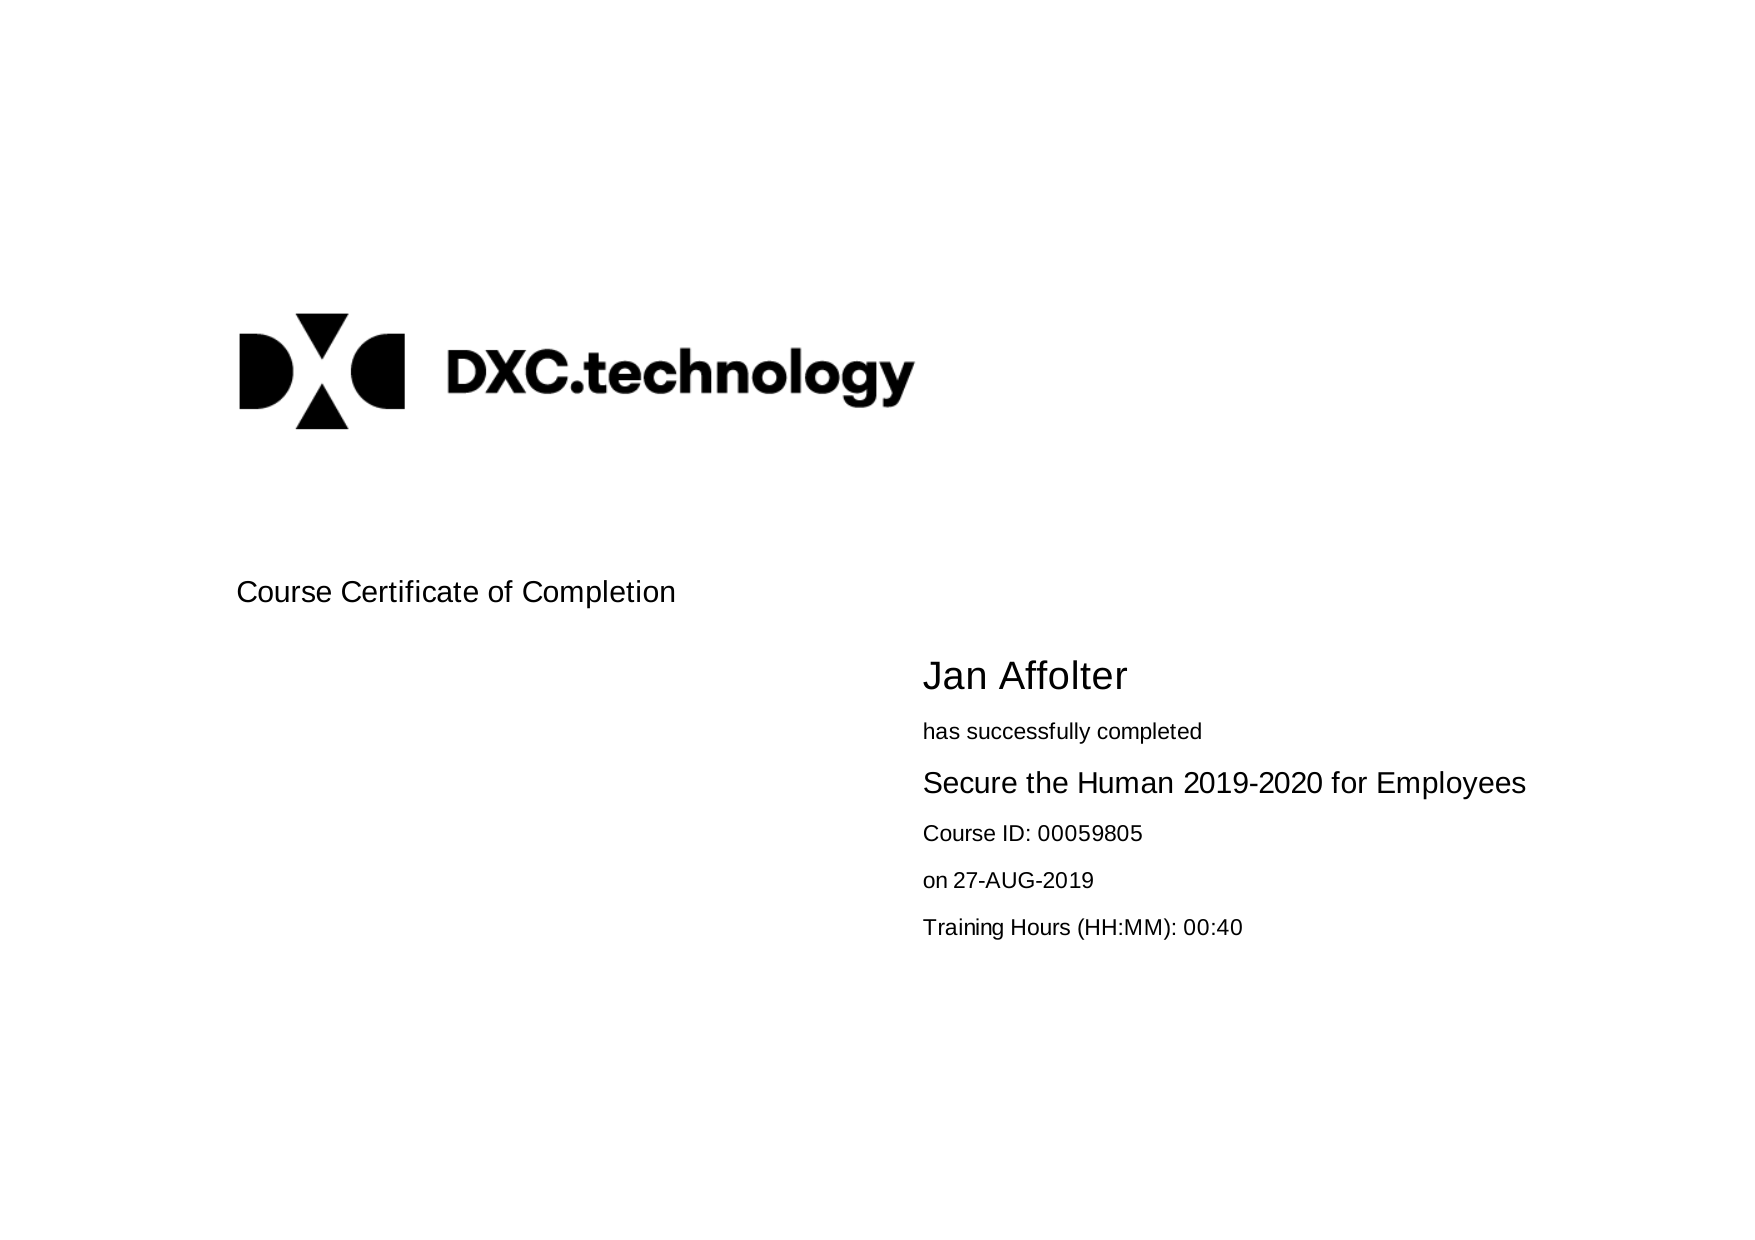 DXC.technology
Course Certificate of Completion
Jan Affolter
has successfully completed
Secure the Human 2019-2020 for Employees
Course ID: 00059805
on 27-AUG-2019
Training Hours (HH:MM): 00:40